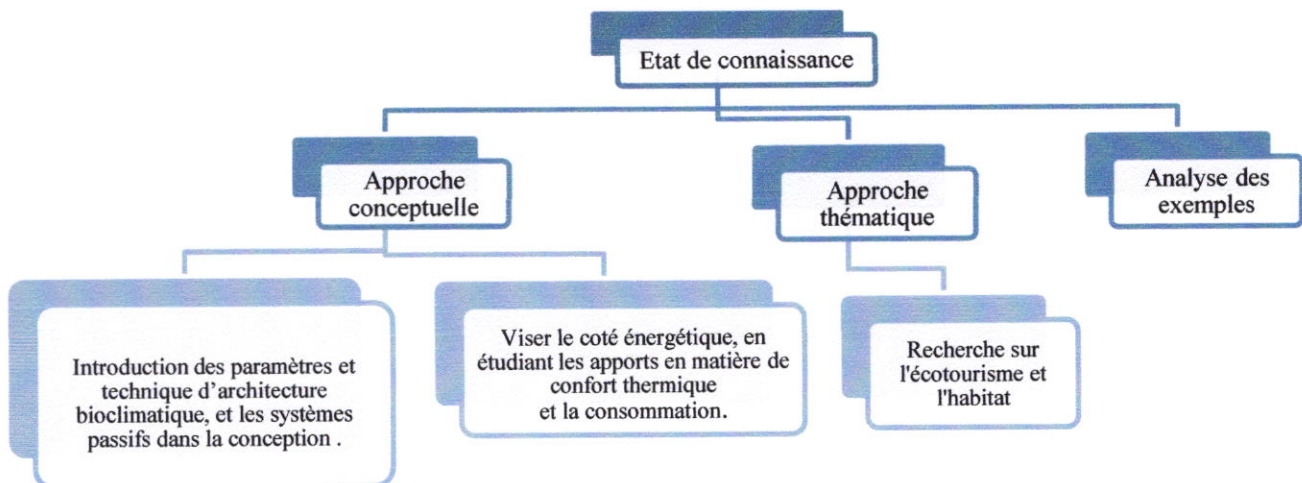 Etat de connaissance
Approche
conceptuelle
Approche
thématique
Analyse des
exemples
Introduction des paramètres et
technique d'architecture
bioclimatique, et les systèmes
passifs dans la conception .
Viser le coté énergétique, en
étudiant les apports en matière de
confort thermique
et la consommation.
Recherche sur
l'écotourisme et
l'habitat